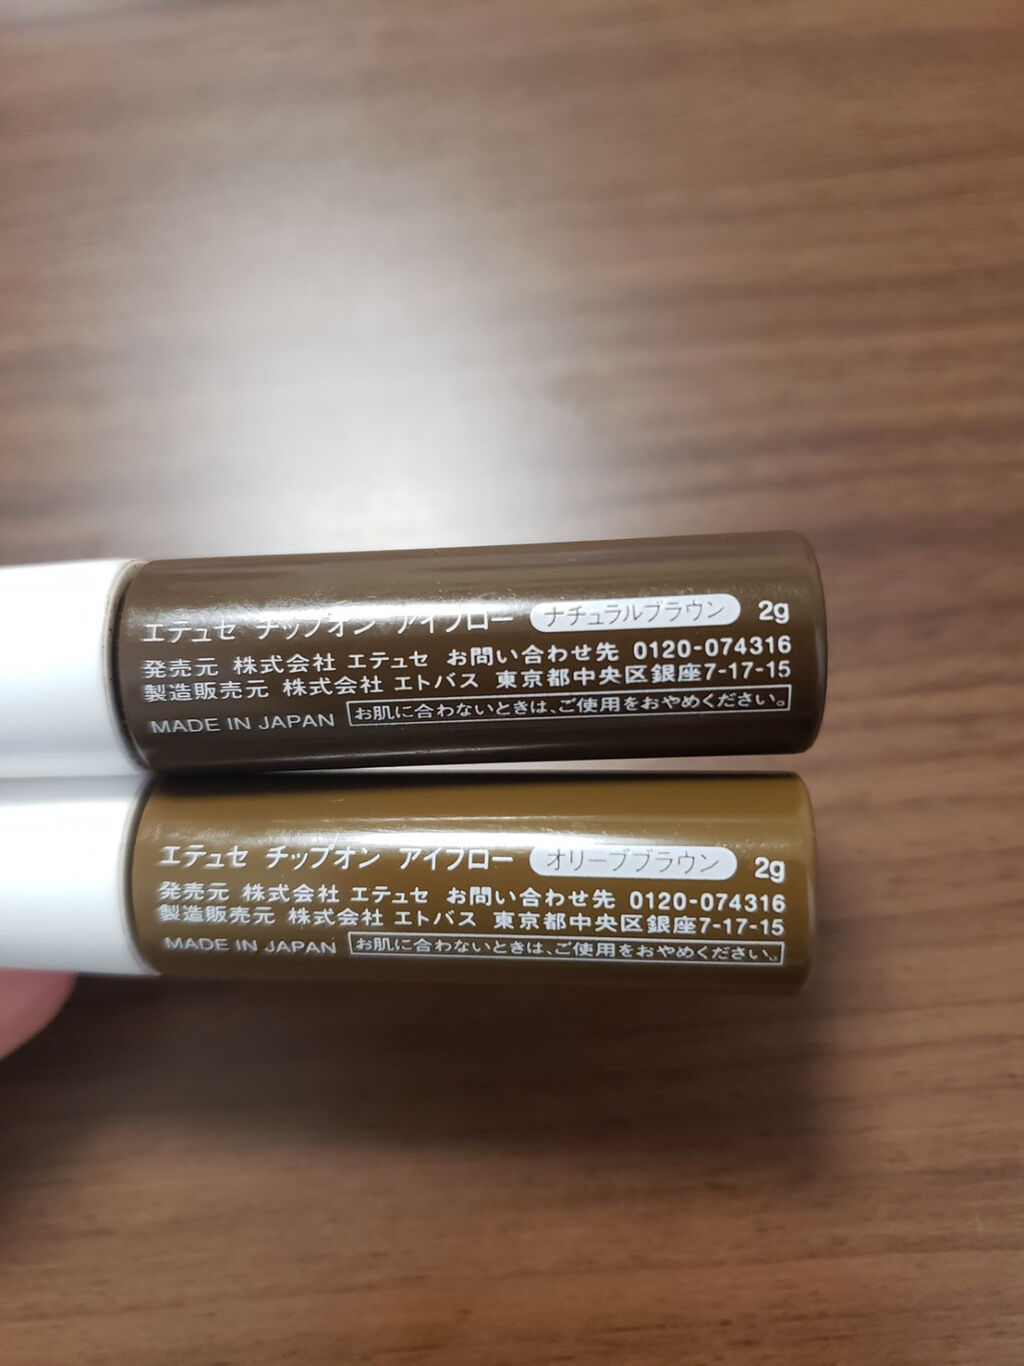 エテュセ チップオン アイブロー ナチュラルブラウン 2g
発売元 株式会社 エテュセ お問い合わせ先 0120-074316
製造販売元 株式会社 エトバス 東京都中央区銀座7-17-15
MADE IN JAPAN お肌に合わないときは、ご使用をおやめください。
エテュセ チップオン アイブロー オリーブブラウン 2g
発売元 株式会社 エテュセ お問い合わせ先 0120-074316
製造販売元 株式会社 エトバス 東京都中央区銀座7-17-15
MADE IN JAPAN お肌に合わないときは、ご使用をおやめください。